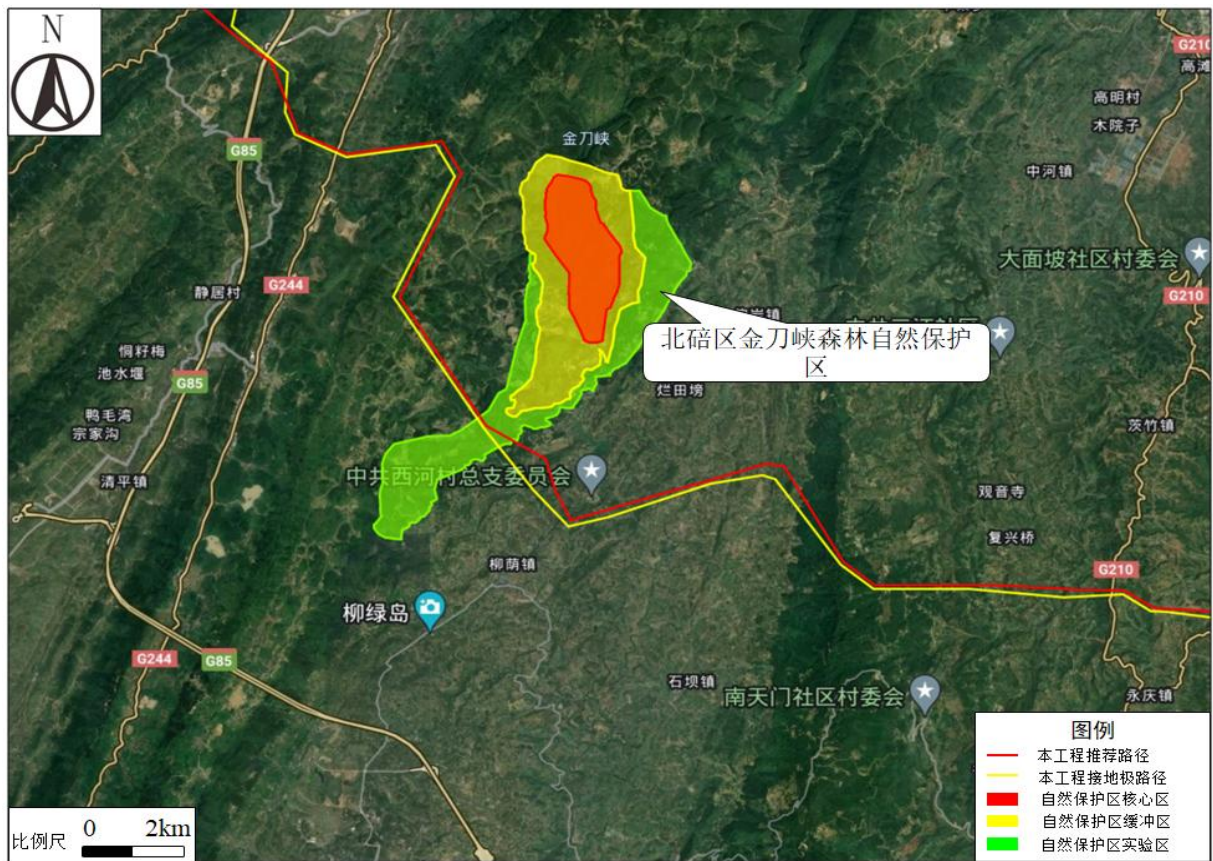 N
G210
高滩
高明村
木院子
金刀峡
G85
中河镇
大面坡社区村委会
静居村
G244
G210
北碚区金刀峡森林自然保护
区
恫籽梅
池水堰
G85
烂田塝
鸭毛湾
宗家沟
茨竹镇
清平镇
中共西河村总支委员会
观音寺
复兴桥
柳荫镇
G210
柳绿岛
G244
G85
石坝镇
南天门社区村委会
永庆镇
图例
本工程推荐路径
本工程接地极路径
自然保护区核心区
自然保护区缓冲区
自然保护区实验区
比例尺
0 2km